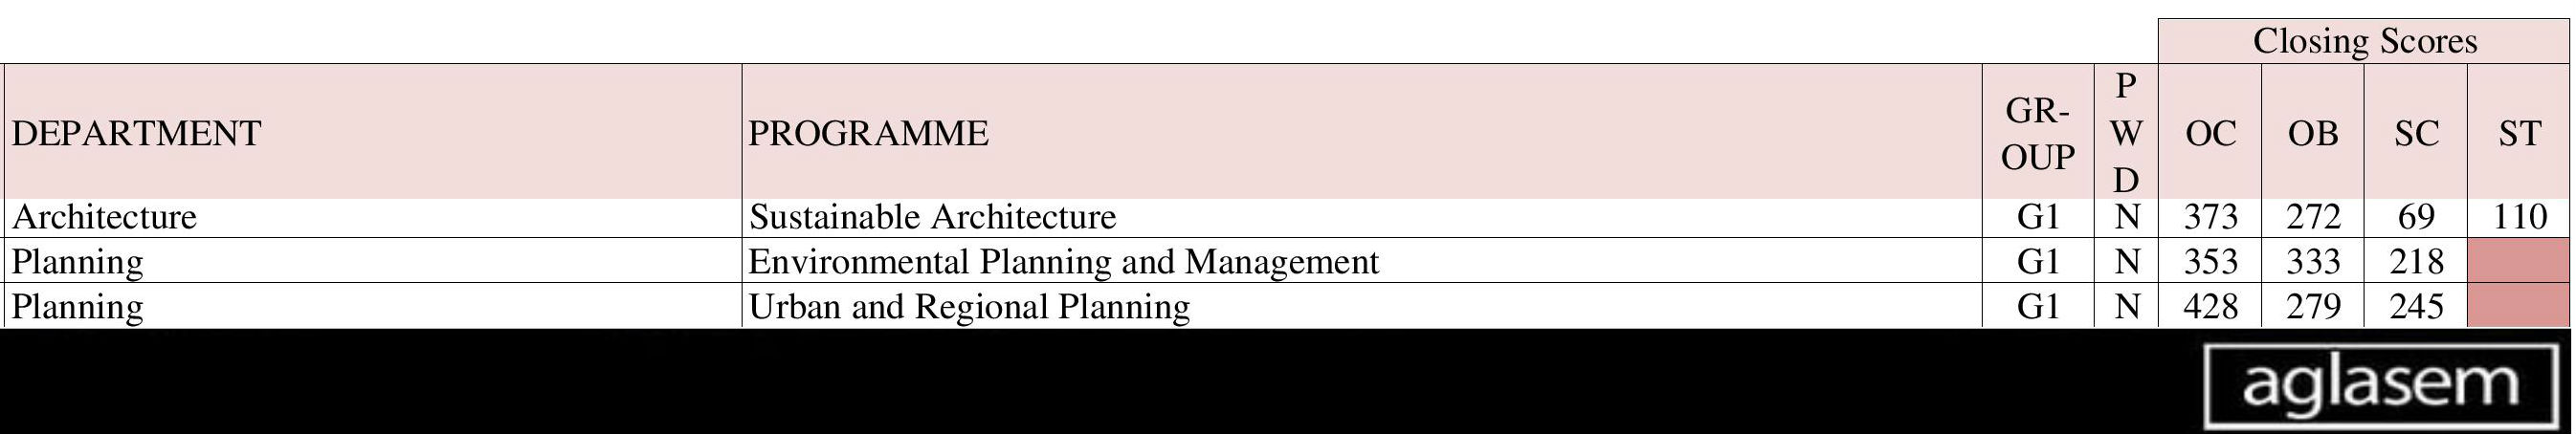 Closing Scores
DEPARTMENT PROGRAMME GR-OUP P W D OC OB SC ST
Architecture Sustainable Architecture G1 N 373 272 69 110
Planning Environmental Planning and Management G1 N 353 333 218
Planning Urban and Regional Planning G1 N 428 279 245
aglasem